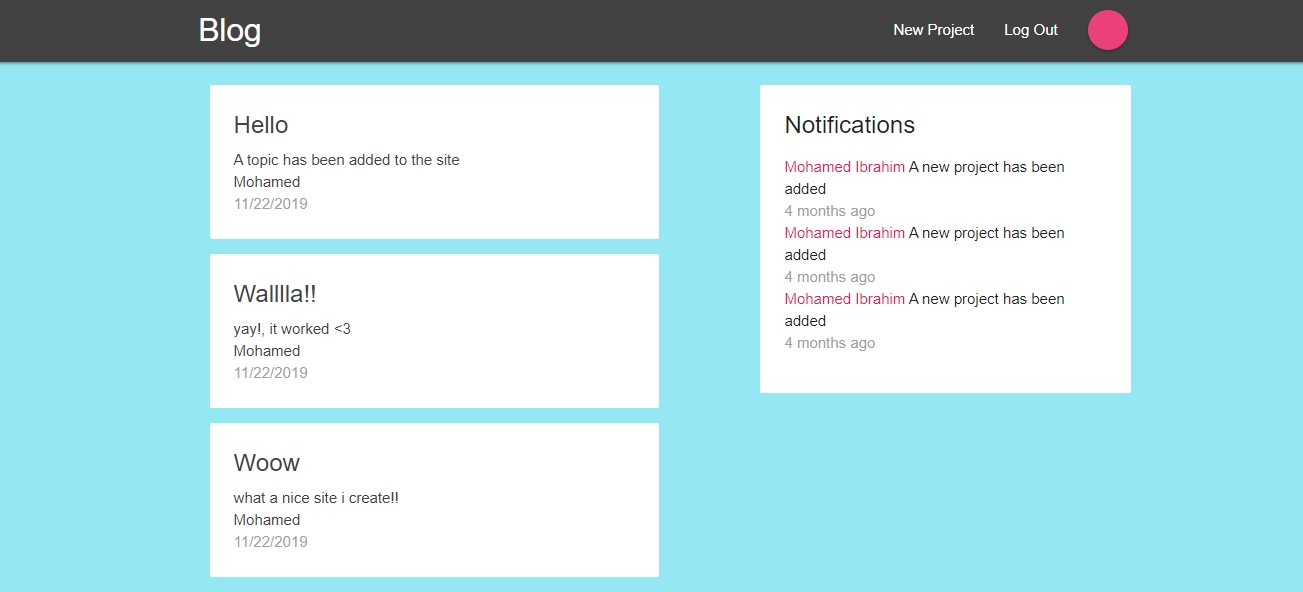 Blog
New Project
Log Out
Hello
A topic has been added to the site
Mohamed
11/22/2019
Walllla!!
yay!, it worked <3
Mohamed
11/22/2019
Woow
what a nice site i create!!
Mohamed
11/22/2019
Notifications
Mohamed Ibrahim A new project has been
added
4 months ago
Mohamed Ibrahim A new project has been
added
4 months ago
Mohamed Ibrahim A new project has been
added
4 months ago